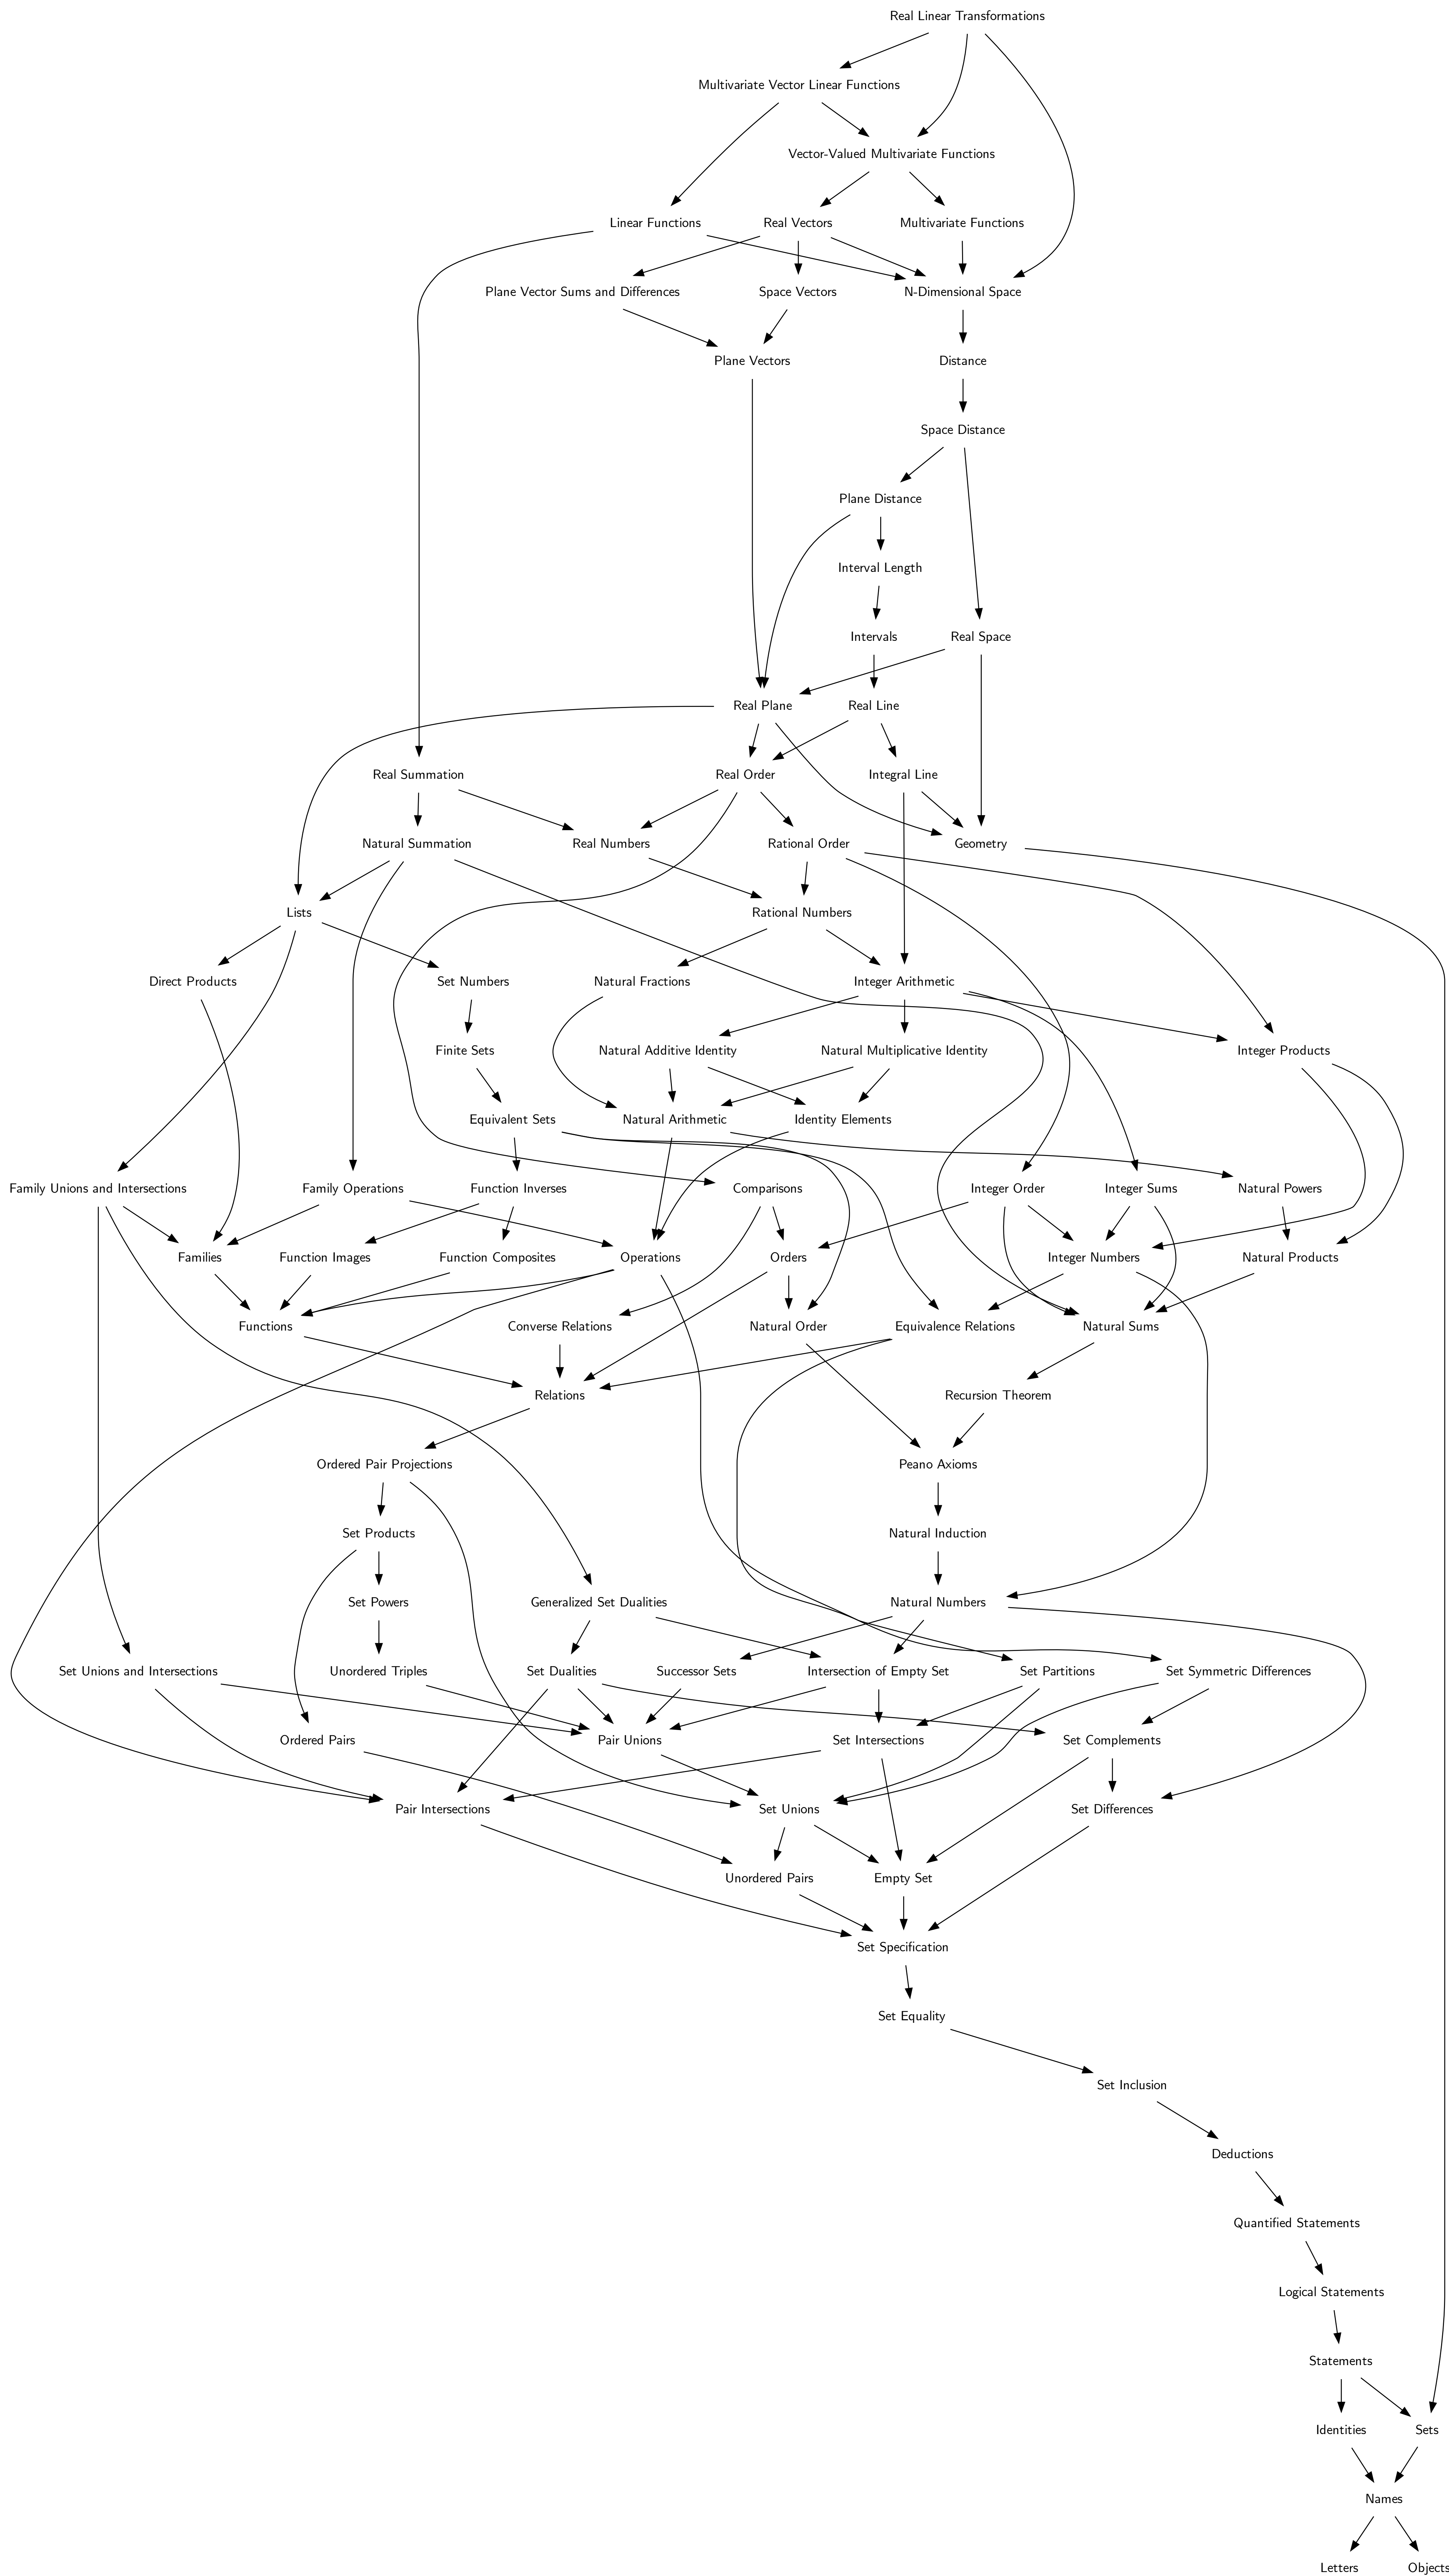 Real Linear Transformations
Multivariate Vector Linear Functions
Vector-Valued Multivariate Functions
Linear Functions
Real Vectors
Multivariate Functions
Plane Vector Sums and Differences
Space Vectors
N-Dimensional Space
Plane Vectors
Distance
Space Distance
Plane Distance
Interval Length
Intervals
Real Space
Real Plane
Real Line
Real Summation
Real Order
Integral Line
Natural Summation
Real Numbers
Rational Order
Geometry
Lists
Rational Numbers
Direct Products
Set Numbers
Natural Fractions
Integer Arithmetic
Finite Sets
Natural Additive Identity
Natural Multiplicative Identity
Integer Products
Equivalent Sets
Natural Arithmetic
Identity Elements
Family Unions and Intersections
Family Operations
Function Inverses
Comparisons
Integer Order
Integer Sums
Natural Powers
Families
Function Images
Function Composites
Operations
Orders
Integer Numbers
Natural Products
Functions
Converse Relations
Natural Order
Equivalence Relations
Natural Sums
Relations
Recursion Theorem
Ordered Pair Projections
Peano Axioms
Set Products
Natural Induction
Set Powers
Generalized Set Dualities
Natural Numbers
Set Unions and Intersections
Unordered Triples
Set Dualities
Successor Sets
Intersection of Empty Set
Set Partitions
Set Symmetric Differences
Ordered Pairs
Pair Unions
Set Intersections
Set Complements
Pair Intersections
Set Unions
Set Differences
Unordered Pairs
Empty Set
Set Specification
Set Equality
Set Inclusion
Deductions
Quantified Statements
Logical Statements
Statements
Identities
Sets
Names
Letters
Objects